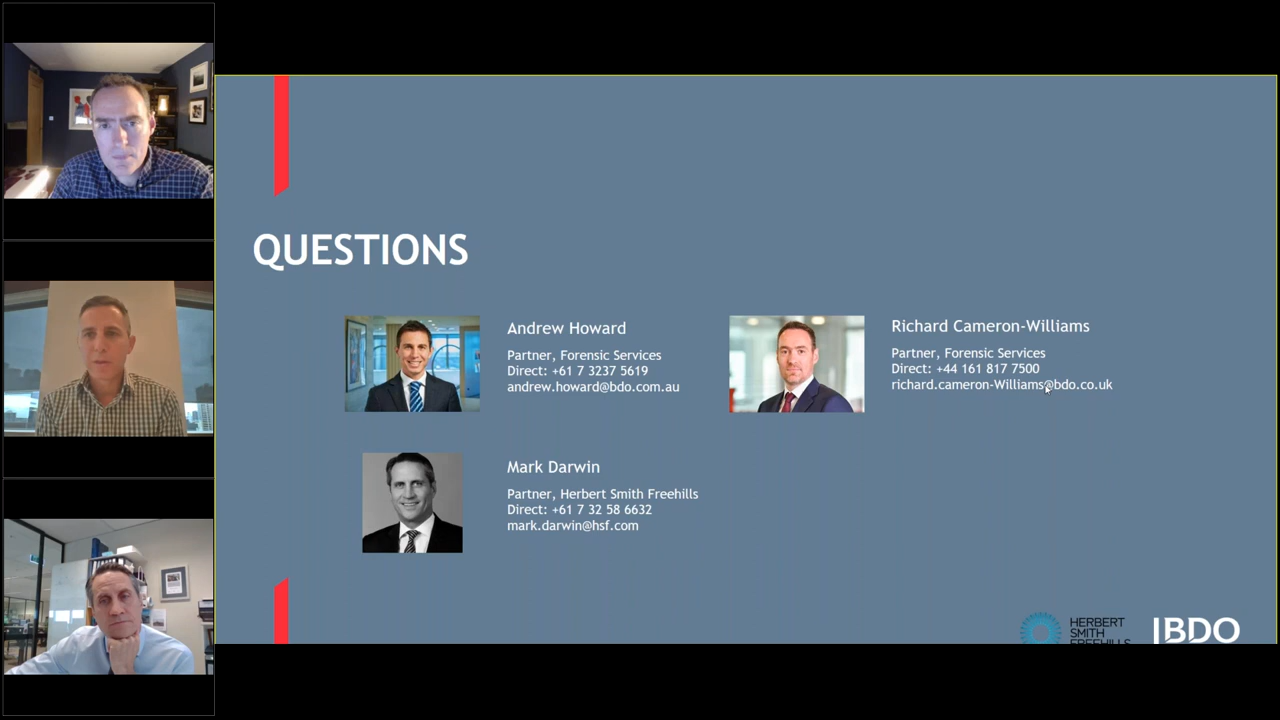 QUESTIONS
Andrew Howard
Partner, Forensic Services
Direct: +61 7 3237 5619
andrew.howard@bdo.com.au
Richard Cameron-Williams
Partner, Forensic Services
Direct: +44 161 817 7500
richard.cameron-Williams@bdo.co.uk
Mark Darwin
Partner, Herbert Smith Freehills
Direct: +61 7 32 58 6632
mark.darwin@hsf.com
HERBERT
SMITH
FREEHILLS
BDO